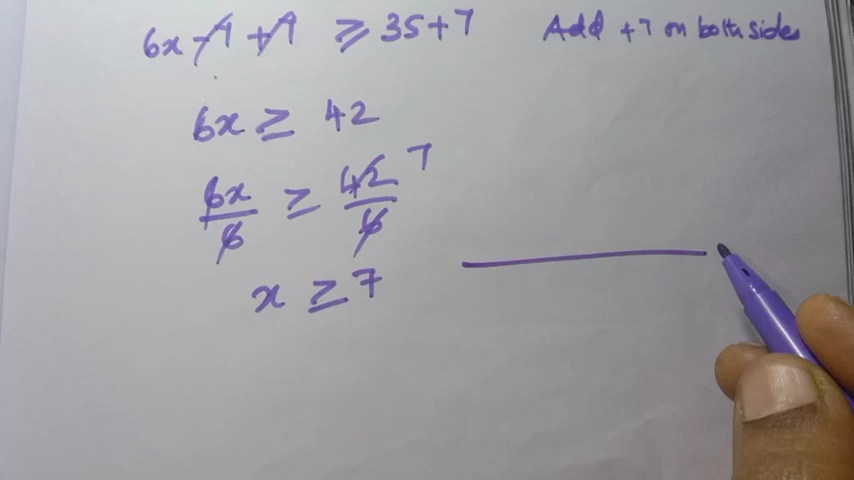 6x - 7 + 7 ≥ 35 + 7 Add +7 on both sides
6x ≥ 42
6x/6 ≥ 42/6 7
x ≥ 7